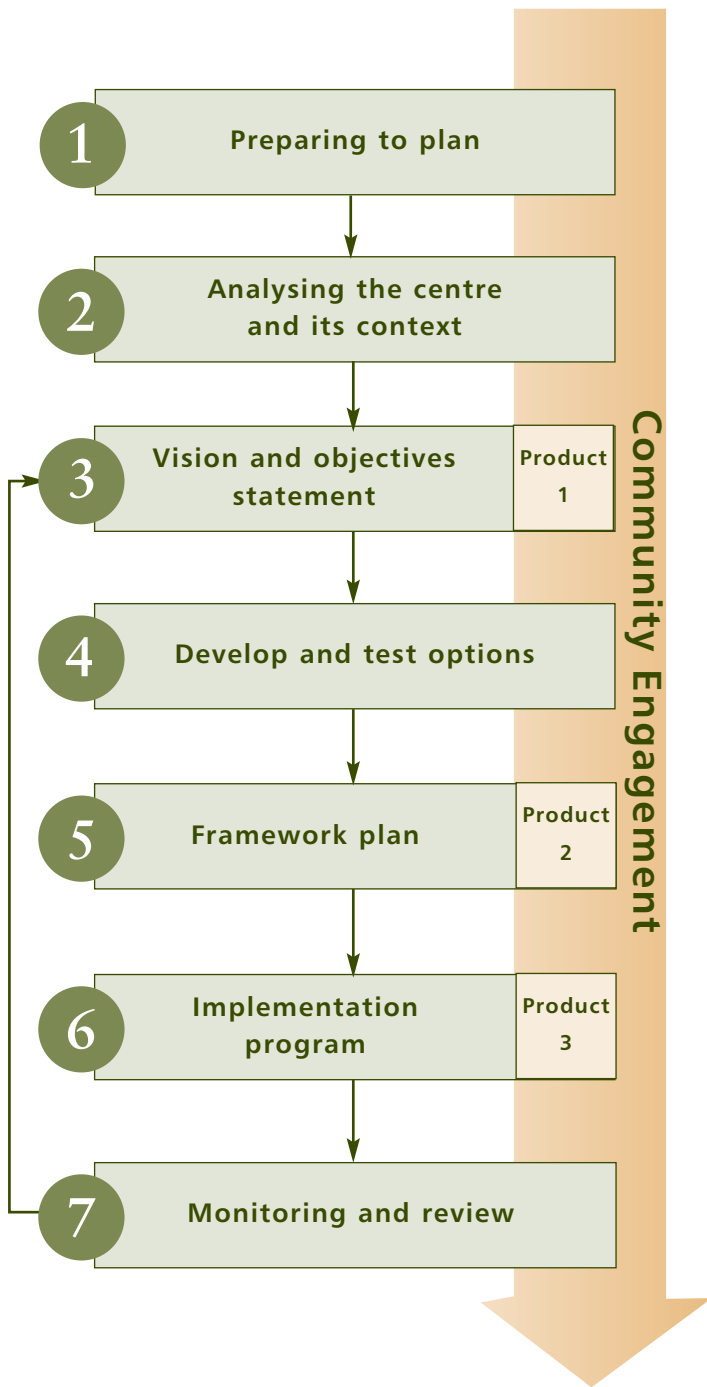 1
Preparing to plan
2
Analysing the centre
and its context
3
Vision and objectives
statement
Product
1
4
Develop and test options
5
Framework plan
Product
2
6
Implementation
program
Product
3
7
Monitoring and review
Community Engagement